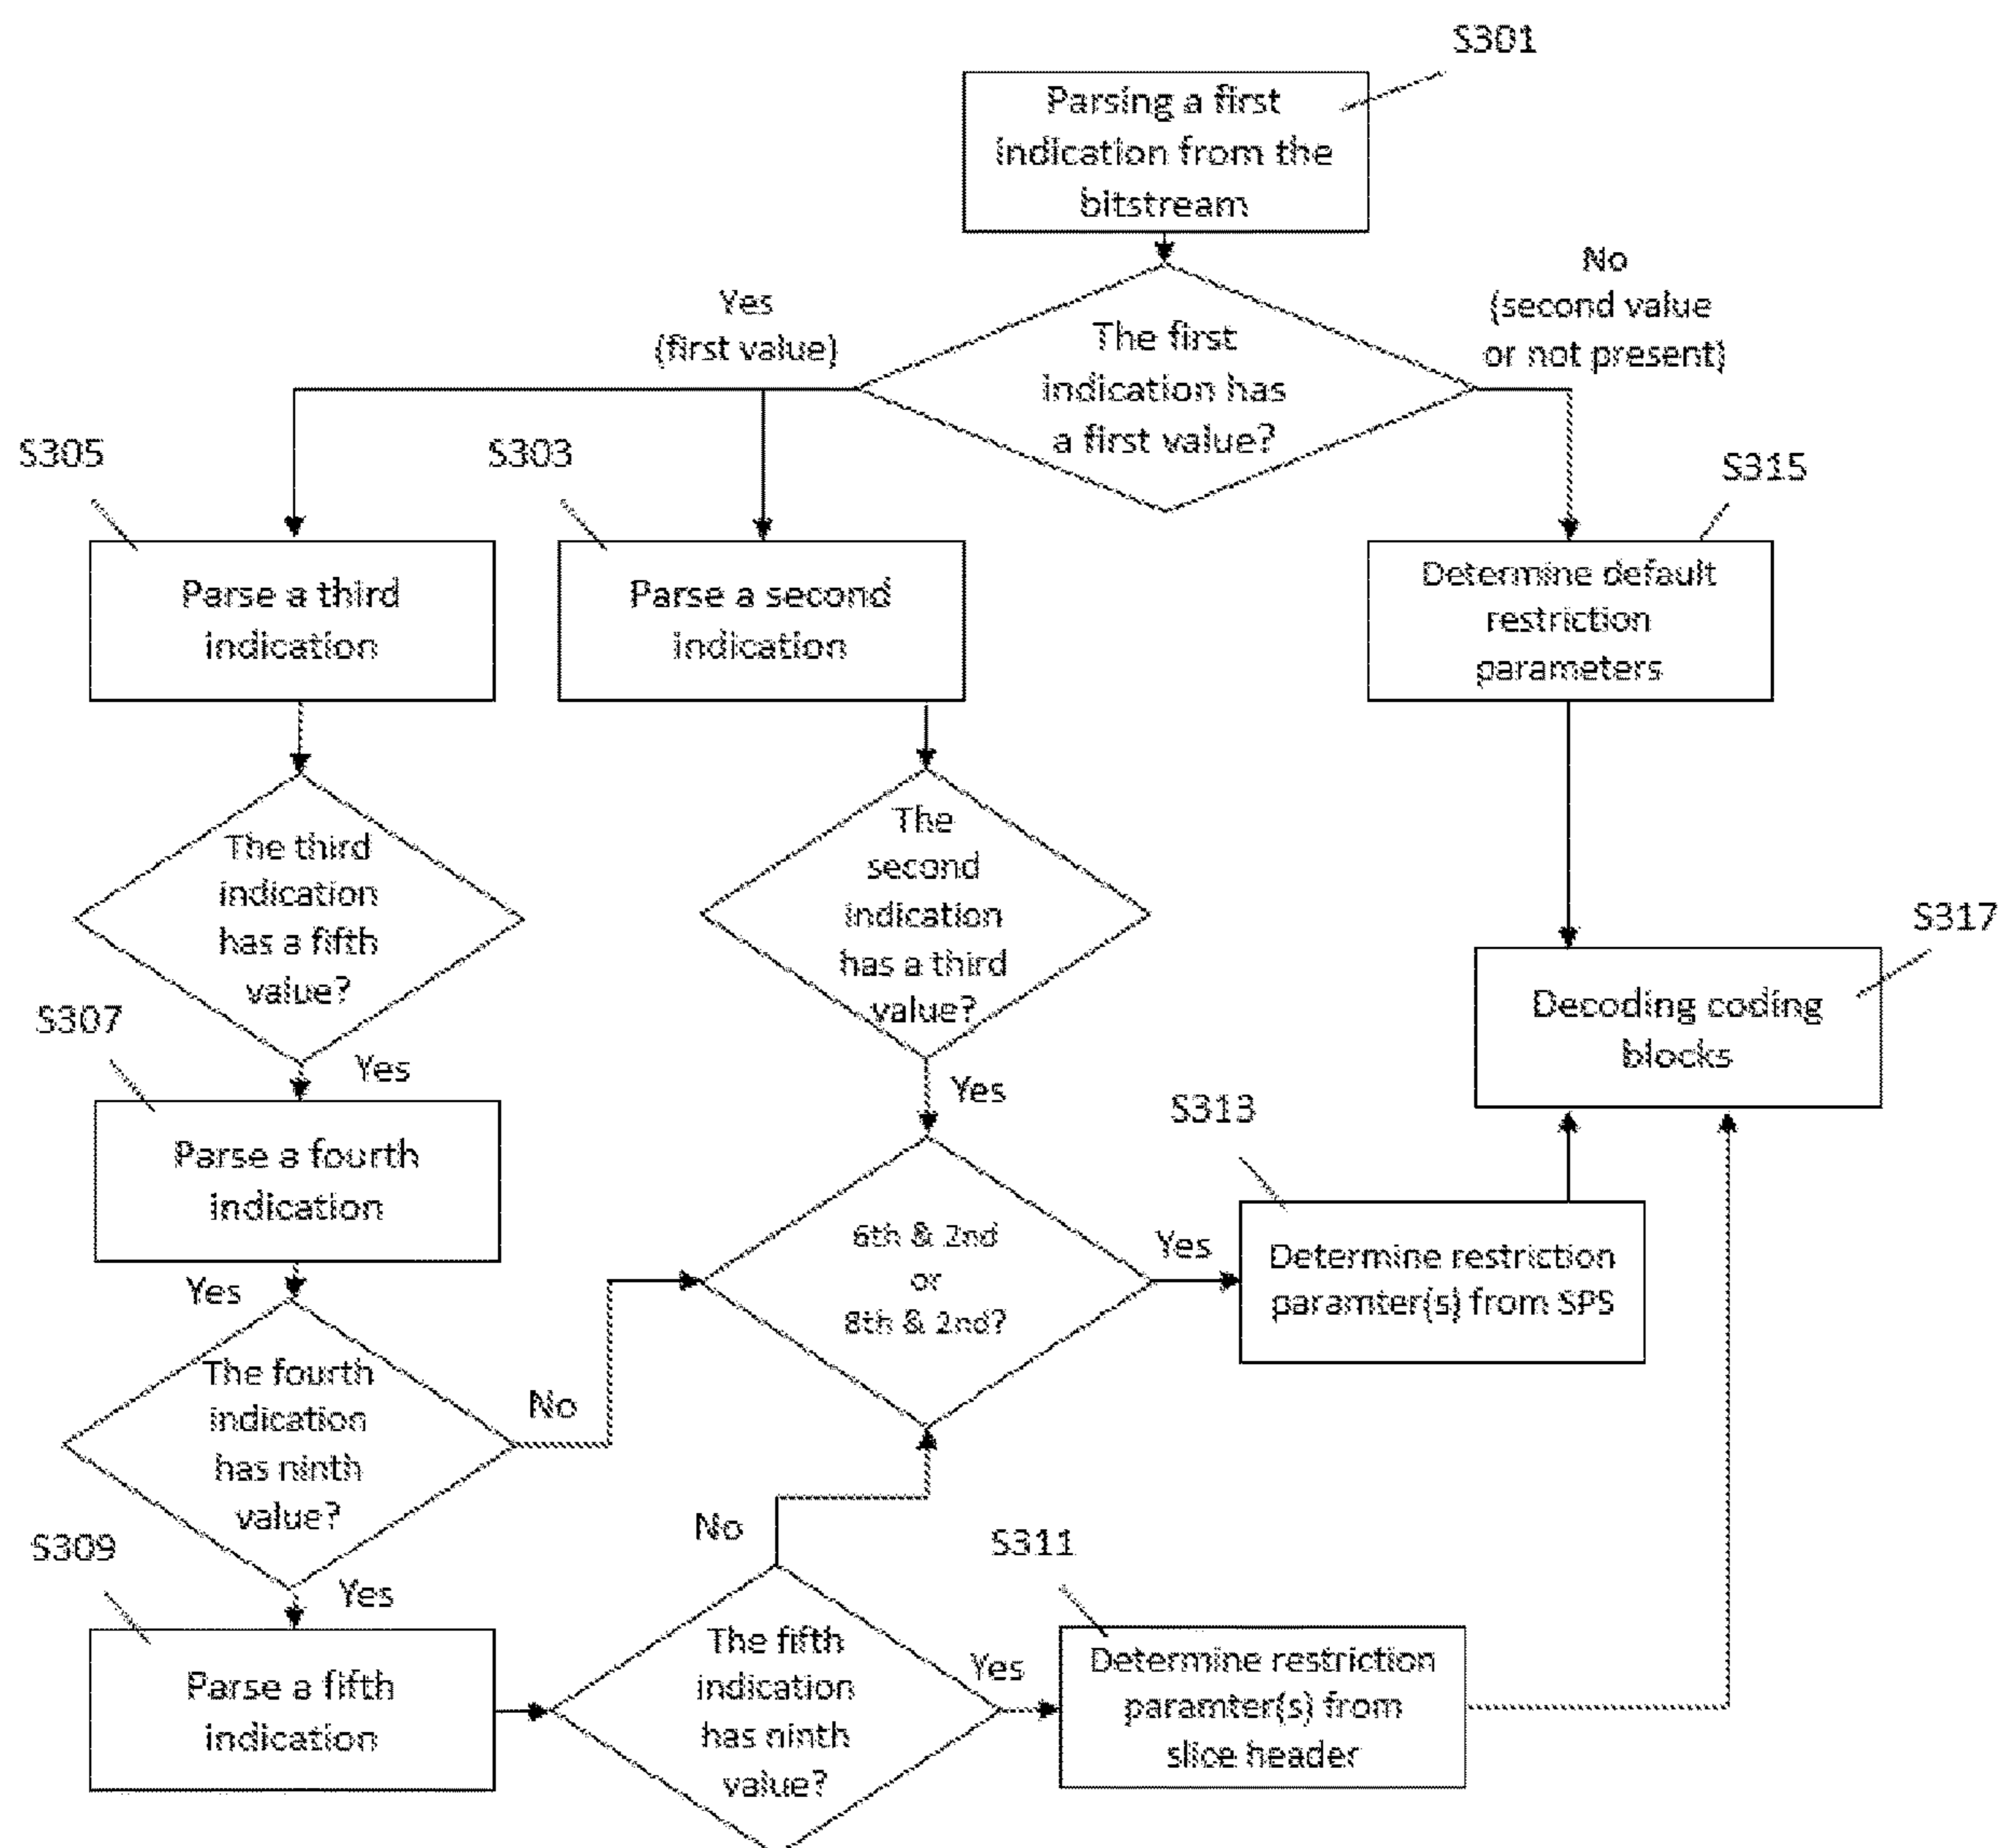 S301
Parsing a first
indication from the
bitstream
No
(second value
or not present)
Yes
(first value)
The first
indication has
a first value?
S305
S303
S315
Parse a third
indication
Parse a second
indication
Determine default
restriction
parameters
The third
indication
has a fifth
value?
The
second
indication
has a third
value?
S317
Decoding coding
blocks
S307
Yes
Yes
S313
Parse a fourth
indication
6th & 2nd
or
8th & 2nd?
Yes
Determine restriction
paramter(s) from SPS
Yes
The fourth
indication
has ninth
value?
No
S309
Yes
No
S311
Parse a fifth
indication
The fifth
indication
has ninth
value?
Yes
Determine restriction
paramter(s) from
slice header